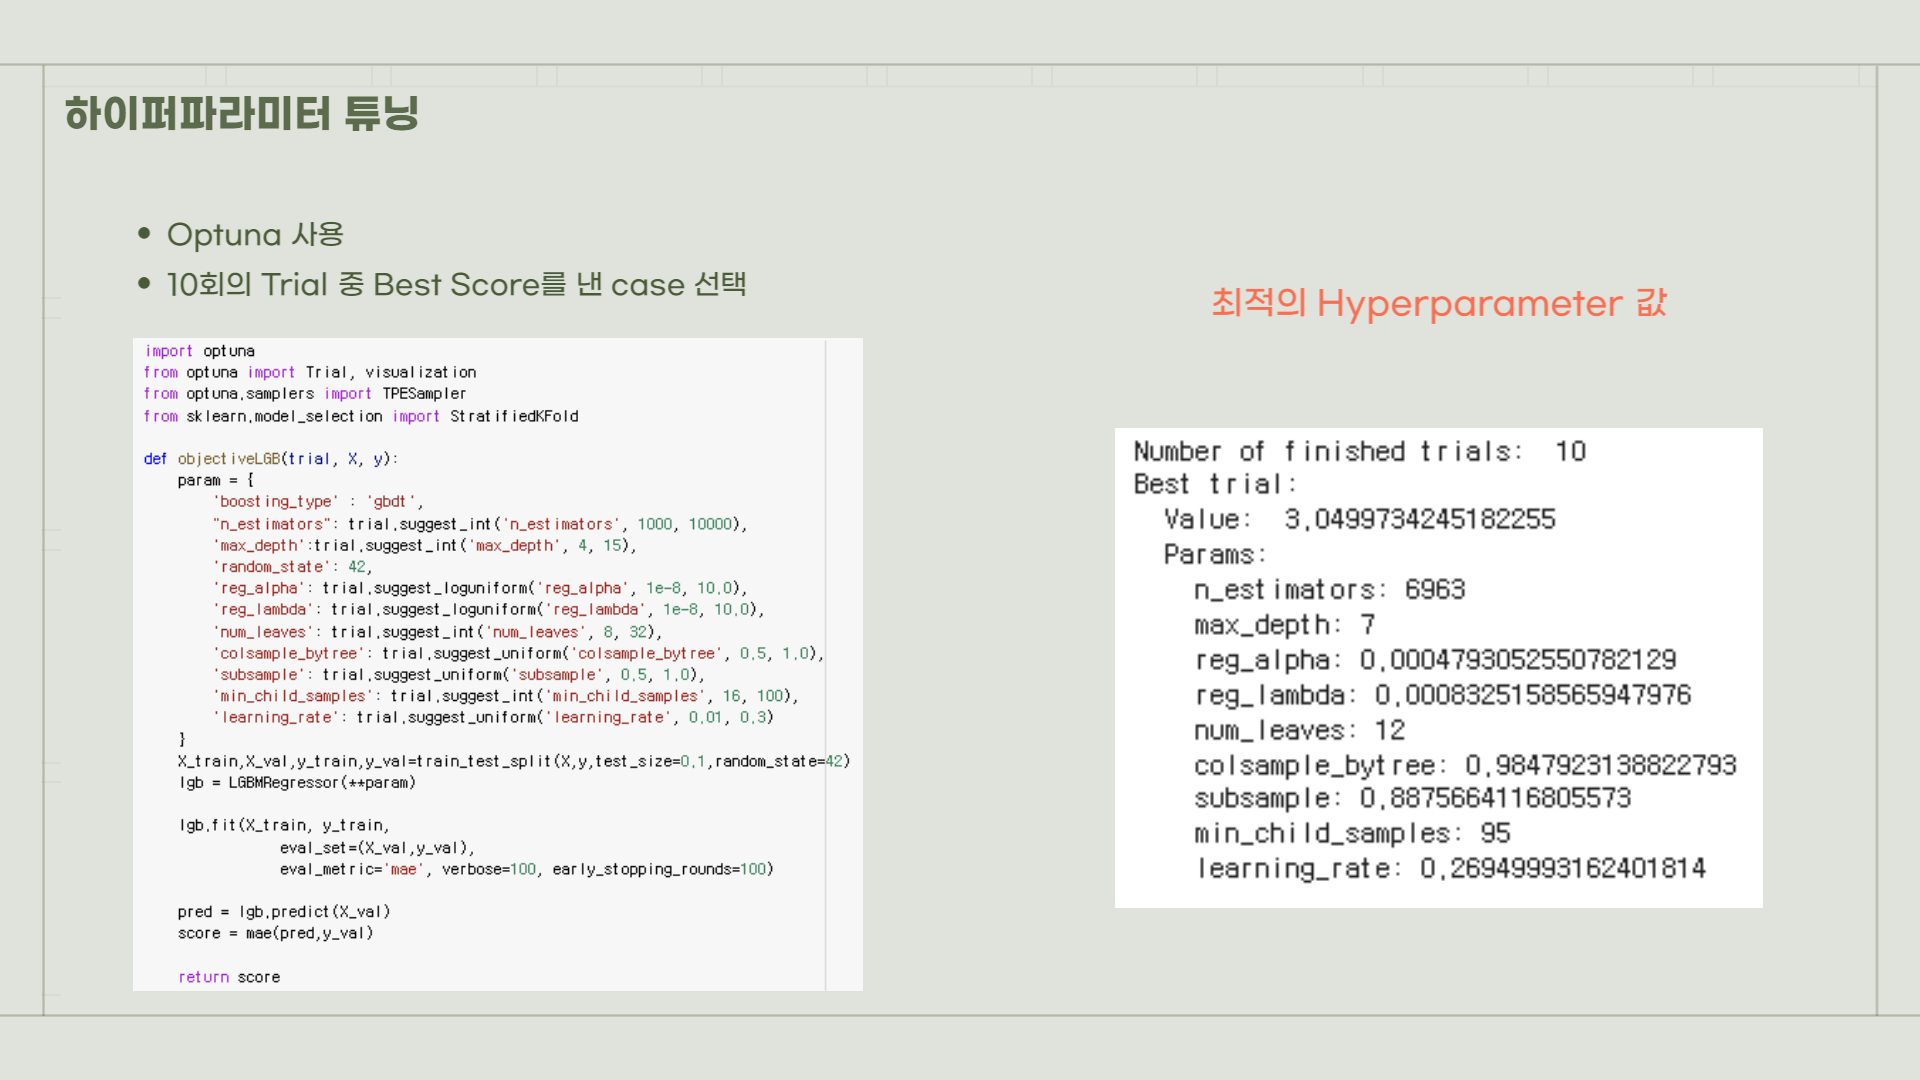 하이퍼파라미터 튜닝
• Optuna 사용
• 10회의 Trial 중 Best Score를 낸 case 선택
import optuna
from optuna import Trial, visualization
from optuna.samplers import TPESampler
from sklearn.model_selection import StratifiedKFold
def objectiveLGB(trial, X, y):
param = {
'boosting_type' : 'gbdt',
"n_estimators": trial.suggest_int('n_estimators', 1000, 10000),
'max_depth':trial.suggest_int('max_depth', 4, 15),
'random_state': 42,
'reg_alpha': trial.suggest_loguniform('reg_alpha', 1e-8, 10.0),
'reg_lambda': trial.suggest_loguniform('reg_lambda', 1e-8, 10.0),
'num_leaves': trial.suggest_int('num_leaves', 8, 32),
'colsample_bytree': trial.suggest_uniform('colsample_bytree', 0.5, 1.0),
'subsample': trial.suggest_uniform('subsample', 0.5, 1.0),
'min_child_samples': trial.suggest_int('min_child_samples', 16, 100),
'learning_rate': trial.suggest_uniform('learning_rate', 0.01, 0.3)
}
X_train,X_val,y_train,y_val=train_test_split(X,y,test_size=0.1,random_state=42)
lgb = LGBMRegressor(**param)
lgb.fit(X_train, y_train,
eval_set=(X_val,y_val),
eval_metric='mae', verbose=100, early_stopping_rounds=100)
pred = lgb.predict(X_val)
score = mae(pred,y_val)
return score
최적의 Hyperparameter 값
Number of finished trials: 10
Best trial:
Value: 3.0499734245182255
Params:
n_estimators: 6963
max_depth: 7
reg_alpha: 0.0004793052550782129
reg_lambda: 0.0008325158565947976
num_leaves: 12
colsample_bytree: 0.9847923138822793
subsample: 0.8875664116805573
min_child_samples: 95
learning_rate: 0.26949993162401814